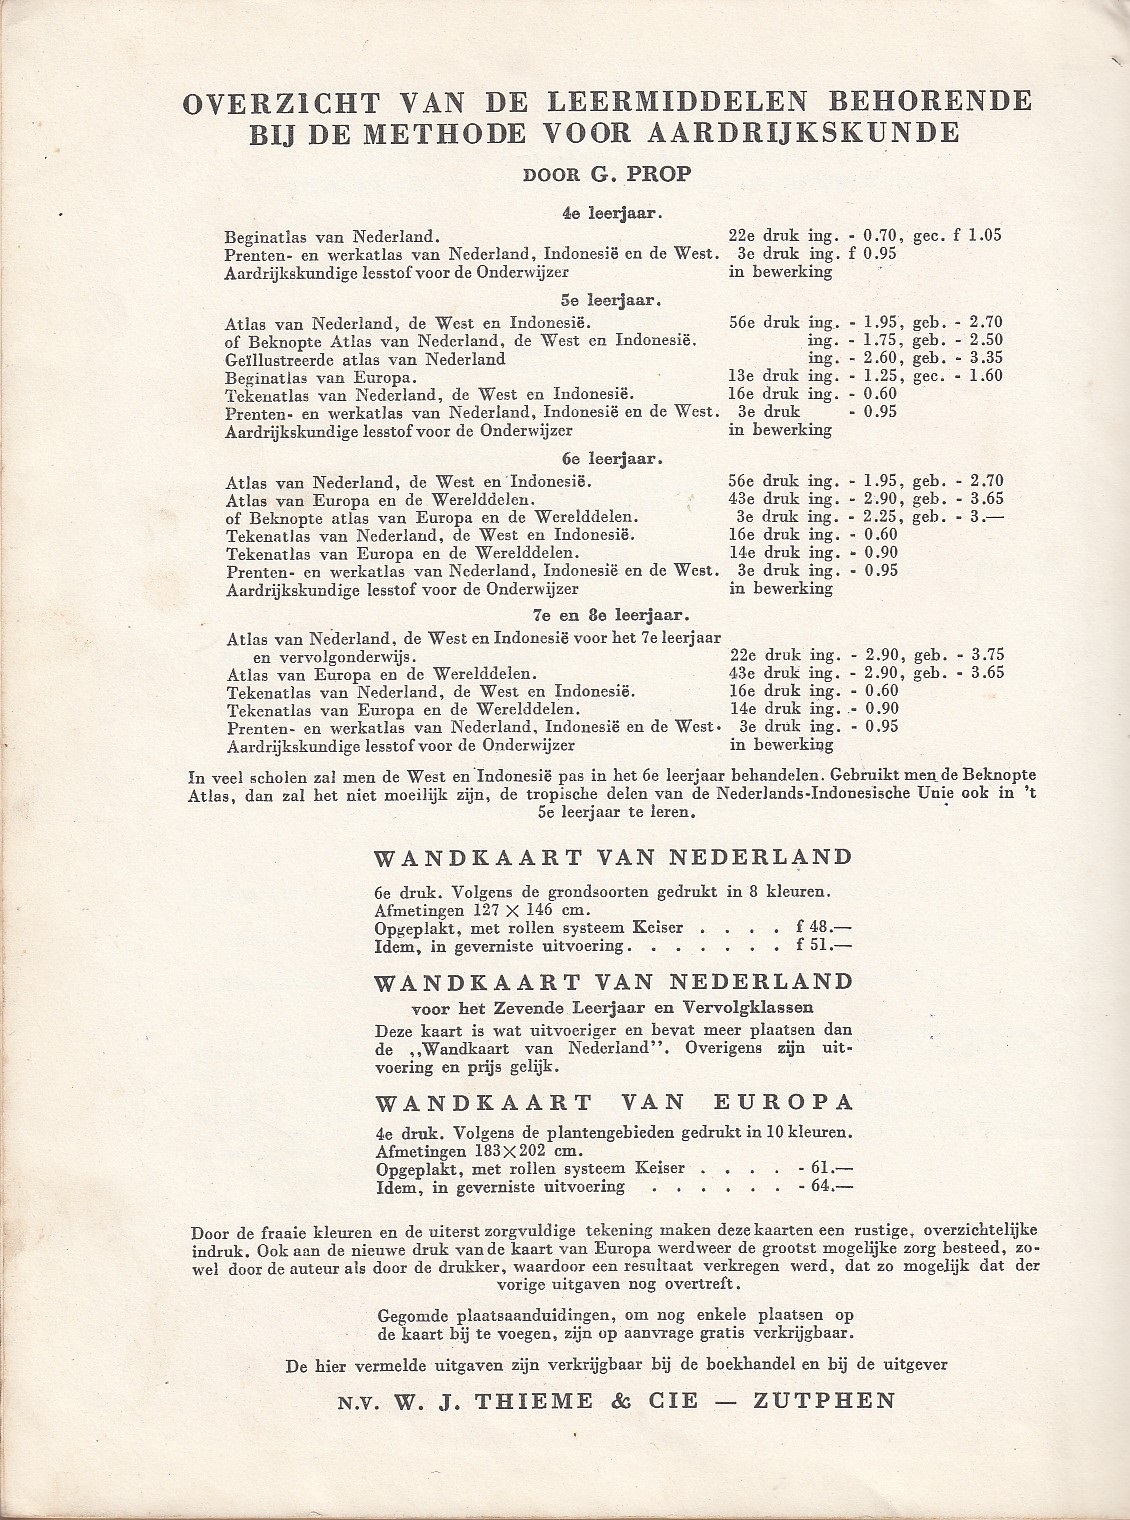 OVERZICHT VAN DE LEERMIDDELEN BEHORENDE
BIJ DE METHODE VOOR AARDRIJKSKUNDE
DOOR G. PROP
4e leerjaar.
Beginatlas van Nederland. 22e druk ing. - 0.70, gec. f 1.05
Prenten- en werkatlas van Nederland, Indonesië en de West. 3e druk ing. f 0.95
Aardrijkskundige lesstof voor de Onderwijzer in bewerking
5e leerjaar.
Atlas van Nederland, de West en Indonesië. 56e druk ing. - 1.95, geb. - 2.70
of Beknopte Atlas van Nederland, de West en Indonesië. ing. - 1.75, geb. - 2.50
Geïllustreerde atlas van Nederland ing. - 2.60, geb. - 3.35
Beginatlas van Europa. 13e druk ing. - 1.25, gec. - 1.60
Tekenatlas van Nederland, de West en Indonesië. 16e druk ing. - 0.60
Prenten- en werkatlas van Nederland, Indonesië en de West. 3e druk - 0.95
Aardrijkskundige lesstof voor de Onderwijzer in bewerking
6e leerjaar.
Atlas van Nederland, de West en Indonesië. 56e druk ing. - 1.95, geb. - 2.70
Atlas van Europa en de Werelddelen. 43e druk ing. - 2.90, geb. - 3.65
of Beknopte atlas van Europa en de Werelddelen. 3e druk ing. - 2.25, geb. - 3.—
Tekenatlas van Nederland, de West en Indonesië. 16e druk ing. - 0.60
Tekenatlas van Europa en de Werelddelen. 14e druk ing. - 0.90
Prenten- en werkatlas van Nederland, Indonesië en de West. 3e druk ing. - 0.95
Aardrijkskundige lesstof voor de Onderwijzer in bewerking
7e en 8e leerjaar.
Atlas van Nederland, de West en Indonesië voor het 7e leerjaar
en vervolgonderwijs. 22e druk ing. - 2.90, geb. - 3.75
Atlas van Europa en de Werelddelen. 43e druk ing. - 2.90, geb. - 3.65
Tekenatlas van Nederland, de West en Indonesië. 16e druk ing. - 0.60
Tekenatlas van Europa en de Werelddelen. 14e druk ing. - 0.90
Prenten- en werkatlas van Nederland, Indonesië en de West. 3e druk ing. - 0.95
Aardrijkskundige lesstof voor de Onderwijzer in bewerking
In veel scholen zal men de West en Indonesië pas in het 6e leerjaar behandelen. Gebruikt men de Beknopte
Atlas, dan zal het niet moeilijk zijn, de tropische delen van de Nederlands-Indonesische Unie ook in 't
5e leerjaar te leren.
WANDKAART VAN NEDERLAND
6e druk. Volgens de grondsoorten gedrukt in 8 kleuren.
Afmetingen 127 × 146 cm.
Opgeplakt, met rollen systeem Keiser . . . . f 48.—
Idem, in geverniste uitvoering. . . . . . . f 51.—
WANDKAART VAN NEDERLAND
voor het Zevende Leerjaar en Vervolgklassen
Deze kaart is wat uitvoeriger en bevat meer plaatsen dan
de ,,Wandkaart van Nederland”. Overigens zijn uit-
voering en prijs gelijk.
WANDKAART VAN EUROPA
4e druk. Volgens de plantengebieden gedrukt in 10 kleuren.
Afmetingen 183×202 cm.
Opgeplakt, met rollen systeem Keiser . . . . - 61.—
Idem, in geverniste uitvoering . . . . . . - 64.—
Door de fraaie kleuren en de uiterst zorgvuldige tekening maken deze kaarten een rustige, overzichtelijke
indruk. Ook aan de nieuwe druk van de kaart van Europa werd weer de grootst mogelijke zorg besteed, zo-
wel door de auteur als door de drukker, waardoor een resultaat verkregen werd, dat zo mogelijk dat der
vorige uitgaven nog overtreft.
Gegomde plaatsaanduidingen, om nog enkele plaatsen op
de kaart bij te voegen, zijn op aanvrage gratis verkrijgbaar.
De hier vermelde uitgaven zijn verkrijgbaar bij de boekhandel en bij de uitgever
N.V. W. J. THIEME & CIE — ZUTPHEN